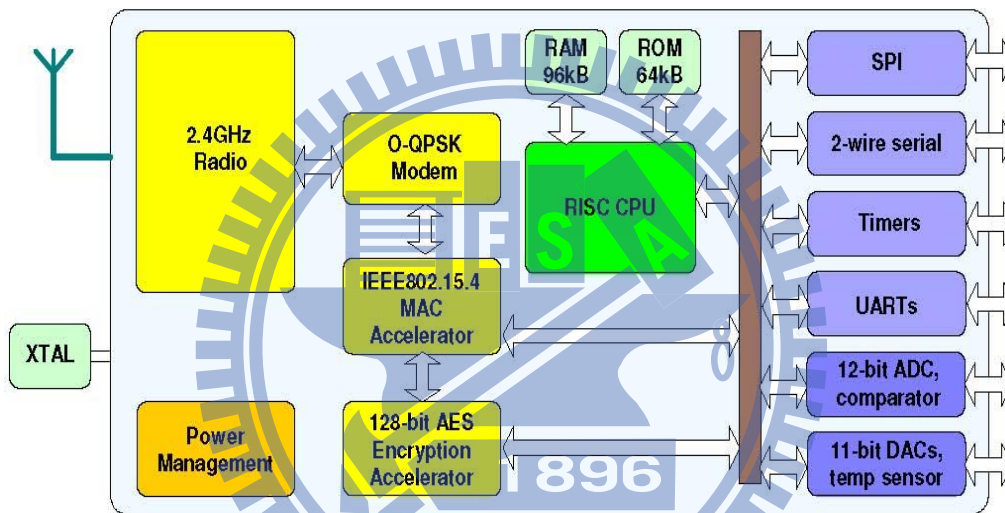 RAM
96kB
ROM
64kB
SPI
2.4GHz
Radio
O-QPSK
Modem
2-wire serial
RISC CPU
ESA
Timers
IEEE802.15.4
MAC
Accelerator
UARTs
XTAL
12-bit ADC,
comparator
Power
Management
128-bit AES
Encryption
Accelerator
11-bit DACs,
temp sensor
1896